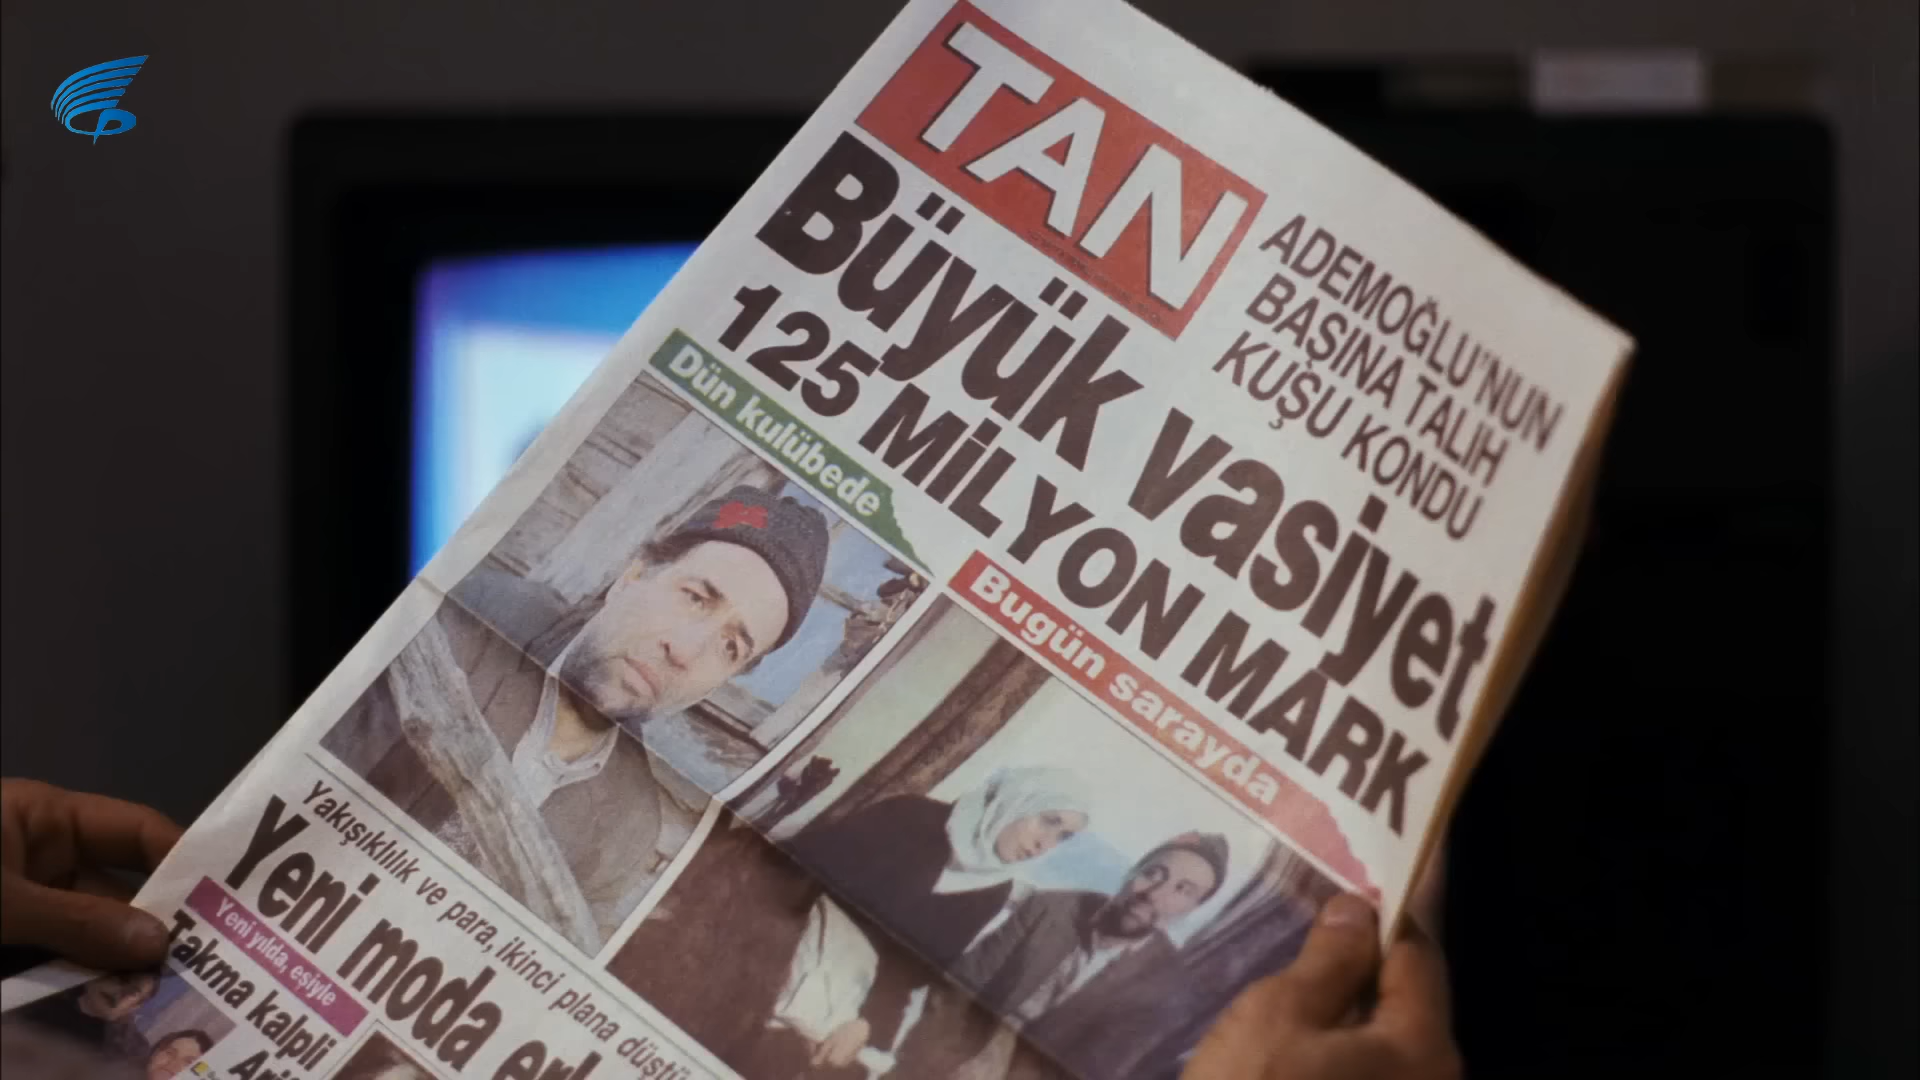 TAN
ADEMOĞLU'NUN
BAŞINA TALİH
KUŞU KONDU
Büyük vasiyet
125 MİLYON MARK
Dün kulübede
Bugün sarayda
Yakışıklılık ve para, ikinci plana düştü
Yeni moda
Yeni yılda, eşiyle
Takma kalpli